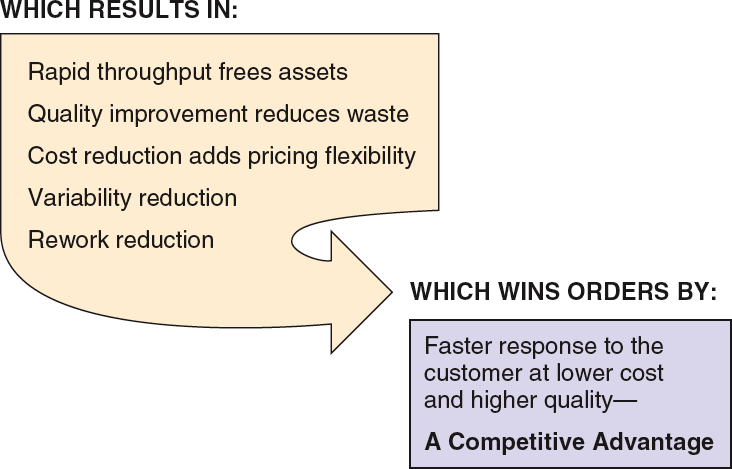 WHICH RESULTS IN:
Rapid throughput frees assets
Quality improvement reduces waste
Cost reduction adds pricing flexibility
Variability reduction
Rework reduction
WHICH WINS ORDERS BY:
Faster response to the
customer at lower cost
and higher quality—
A Competitive Advantage